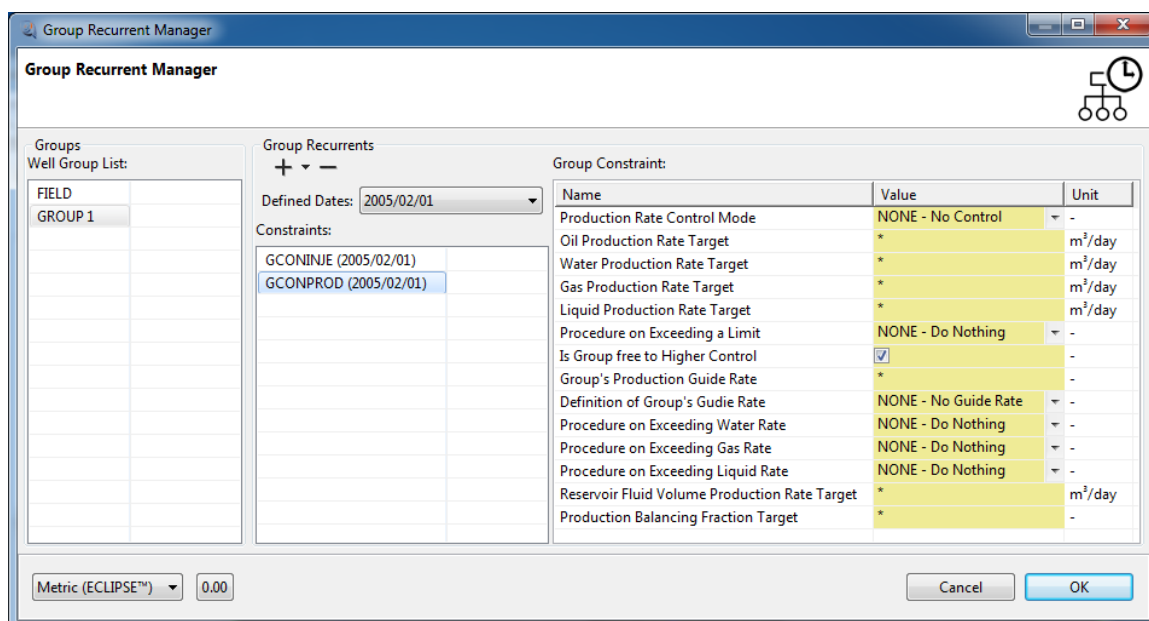 Group Recurrent Manager
Group Recurrent Manager
Groups
Well Group List:
FIELD
GROUP 1
Group Recurrents
Defined Dates: 2005/02/01
Constraints:
GCONINJE (2005/02/01)
GCONPROD (2005/02/01)
Group Constraint:
Name Value Unit
Production Rate Control Mode NONE - No Control -
Oil Production Rate Target * m³/day
Water Production Rate Target * m³/day
Gas Production Rate Target * m³/day
Liquid Production Rate Target * m³/day
Procedure on Exceeding a Limit NONE - Do Nothing -
Is Group free to Higher Control -
Group's Production Guide Rate * -
Definition of Group's Gudie Rate NONE - No Guide Rate -
Procedure on Exceeding Water Rate NONE - Do Nothing -
Procedure on Exceeding Gas Rate NONE - Do Nothing -
Procedure on Exceeding Liquid Rate NONE - Do Nothing -
Reservoir Fluid Volume Production Rate Target * m³/day
Production Balancing Fraction Target * -
Metric (ECLIPSE™) 0.00 Cancel OK